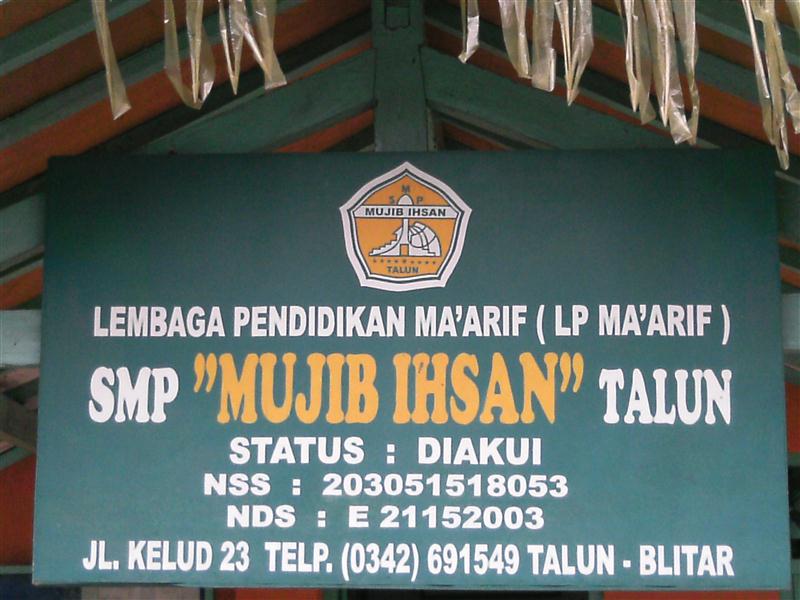 SMP
MUJIB IHSAN
TALUN
LEMBAGA PENDIDIKAN MA'ARIF ( LP MA'ARIF )
SMP "MUJIB I'HSAN" TALUN
STATUS : DIAKUI
NSS : 203051518053
NDS : E 21152003
JL. KELUD 23 TELP. (0342) 691549 TALUN - BLITAR